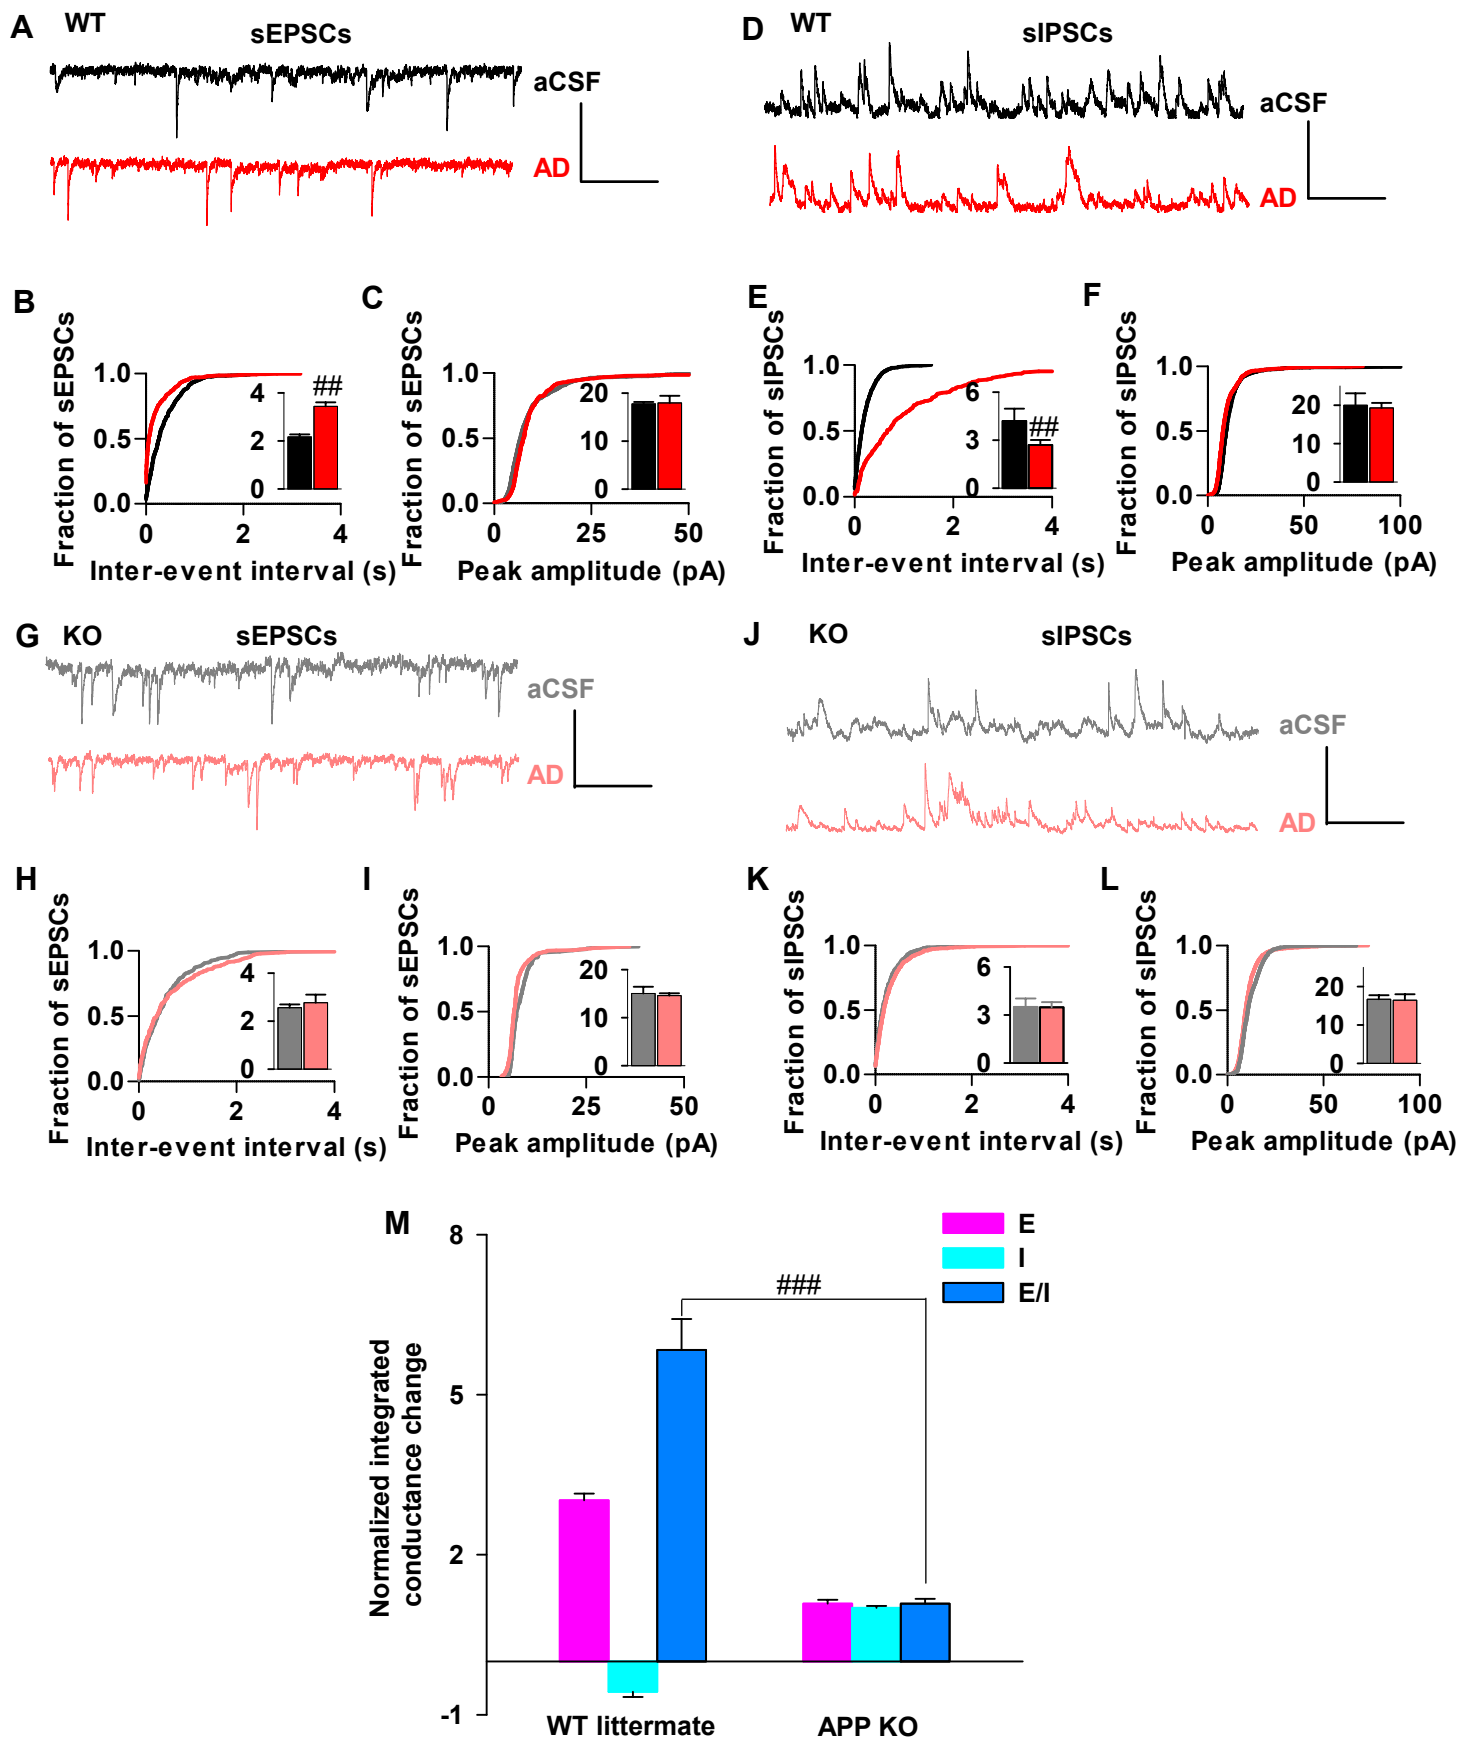 A WT sEPSCs
aCSF
AD
D WT sIPSCs
aCSF
AD
B
Fraction of sEPSCs
1.0
0.5
0.0
0 2 4
Inter-event interval (s)
4
2
0
##
C
Fraction of sEPSCs
1.0
0.5
0.0
0 25 50
Peak amplitude (pA)
20
10
0
E
Fraction of sIPSCs
1.0
0.5
0.0
0 2 4
Inter-event interval (s)
6
3
0
##
F
Fraction of sIPSCs
1.0
0.5
0.0
0 50 100
Peak amplitude (pA)
20
10
0
G KO sEPSCs
aCSF
AD
J KO sIPSCs
aCSF
AD
H
Fraction of sEPSCs
1.0
0.5
0.0
0 2 4
Inter-event interval (s)
4
2
0
I
Fraction of sEPSCs
1.0
0.5
0.0
0 25 50
Peak amplitude (pA)
20
10
0
K
Fraction of sIPSCs
1.0
0.5
0.0
0 2 4
Inter-event interval (s)
6
3
0
L
Fraction of sIPSCs
1.0
0.5
0.0
0 50 100
Peak amplitude (pA)
20
10
0
M
Normalized integrated
conductance change
8
5
2
-1
###
E
I
E/I
WT littermate APP KO